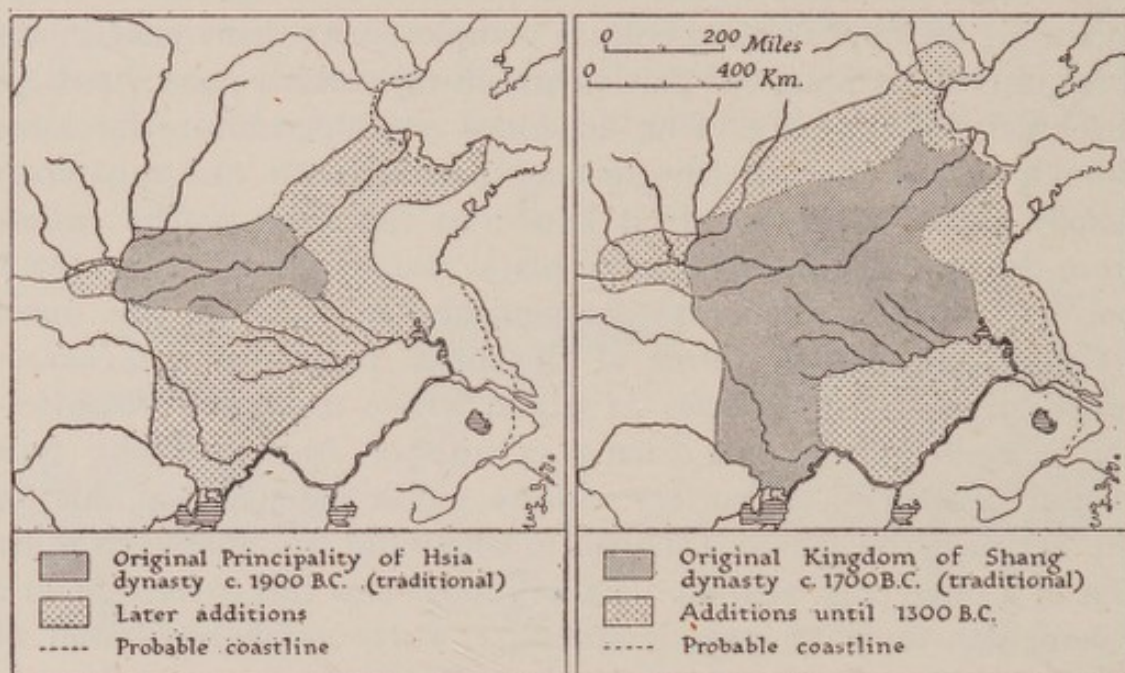 0 200 Miles
0 400 Km.
Original Principality of Hsia
dynasty c. 1900 B.C. (traditional)
Later additions
Probable coastline
Original Kingdom of Shang
dynasty c. 1700 B.C. (traditional)
Additions until 1300 B.C.
Probable coastline